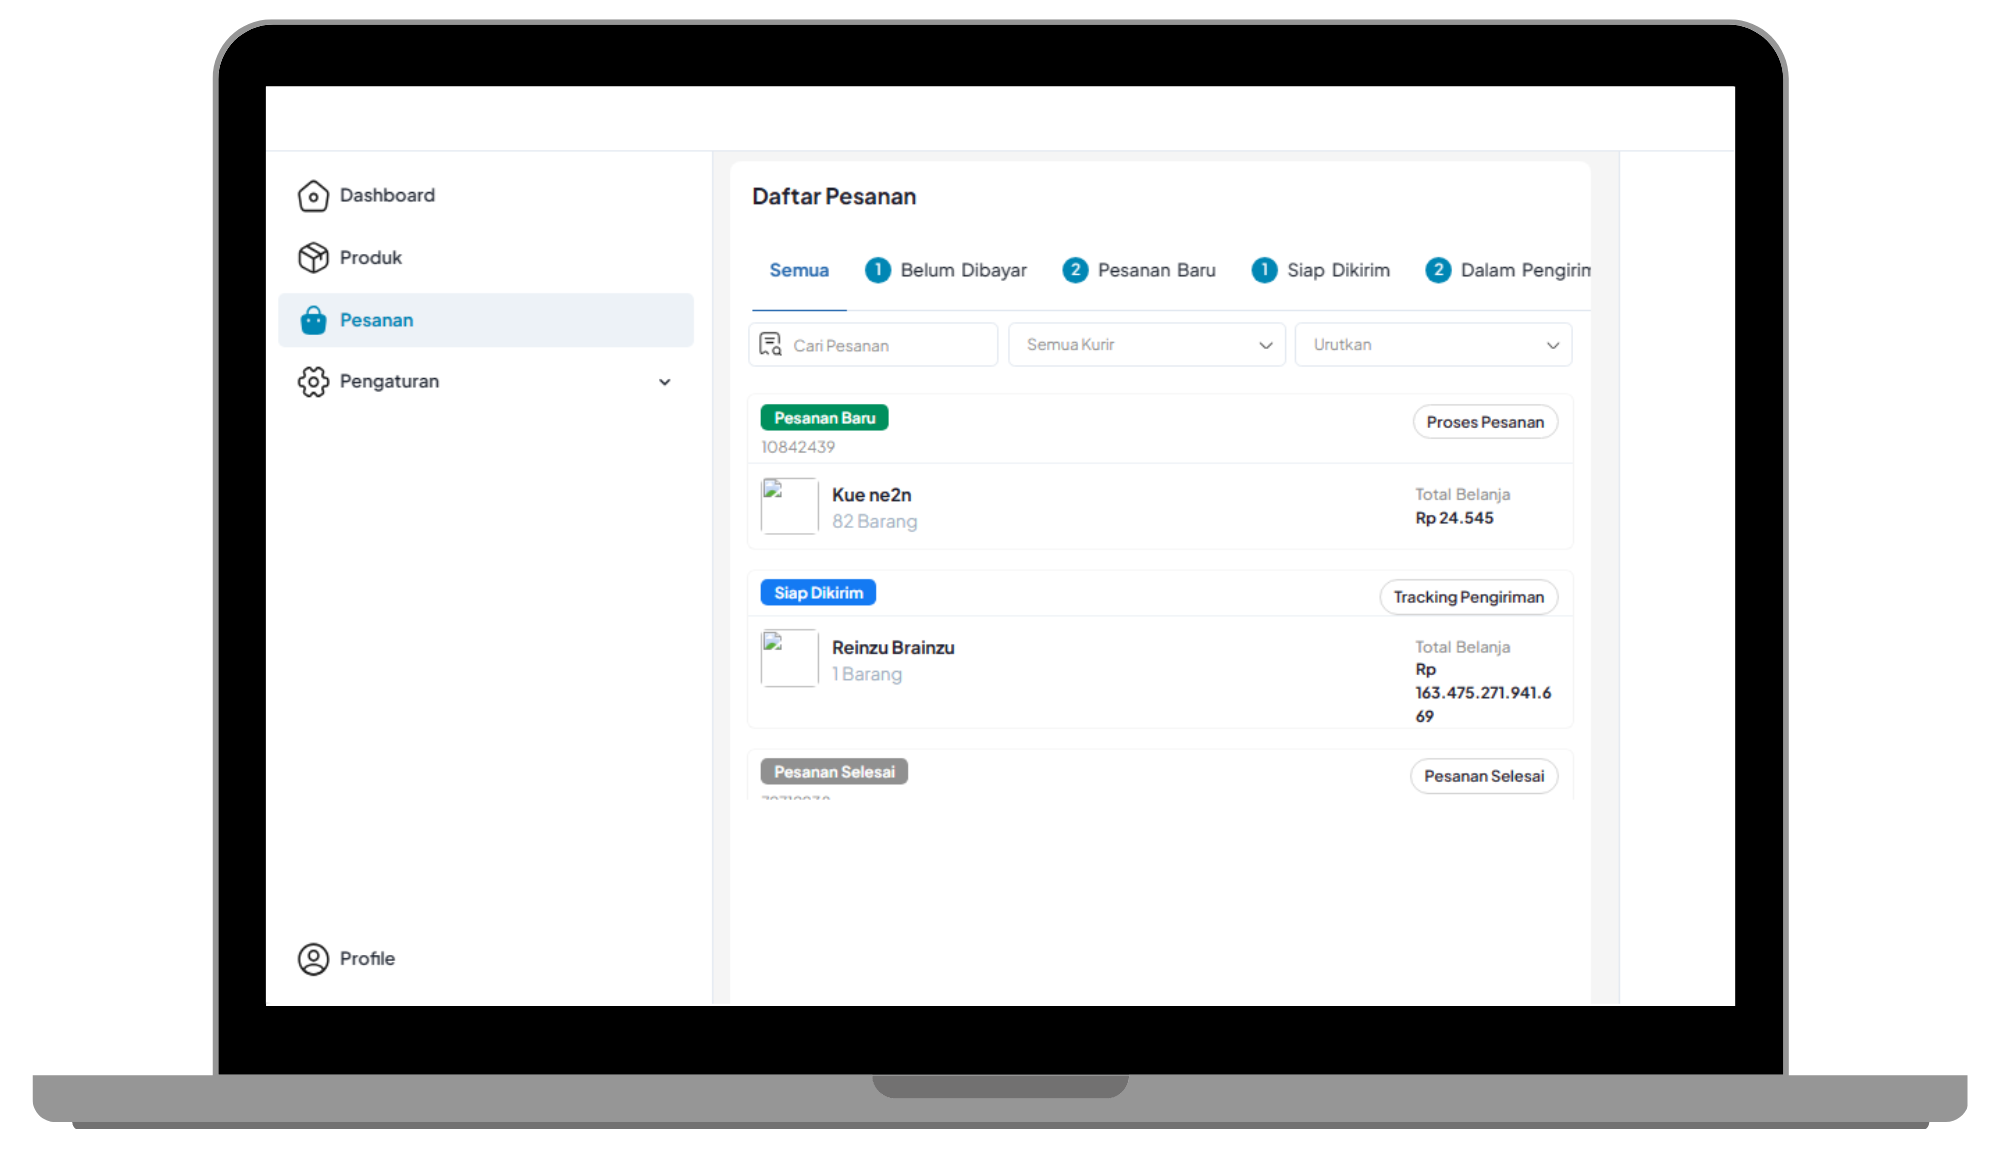 Dashboard
Produk
Pesanan
Pengaturan
Profile
Daftar Pesanan
Semua
1 Belum Dibayar
2 Pesanan Baru
1 Siap Dikirim
2 Dalam Pengirim
Cari Pesanan
Semua Kurir
Urutkan
Pesanan Baru
Proses Pesanan
10842439
Kue ne2n
82 Barang
Total Belanja
Rp 24.545
Siap Dikirim
Tracking Pengiriman
Reinzu Brainzu
1 Barang
Total Belanja
Rp
163.475.271.941.6
69
Pesanan Selesai
Pesanan Selesai